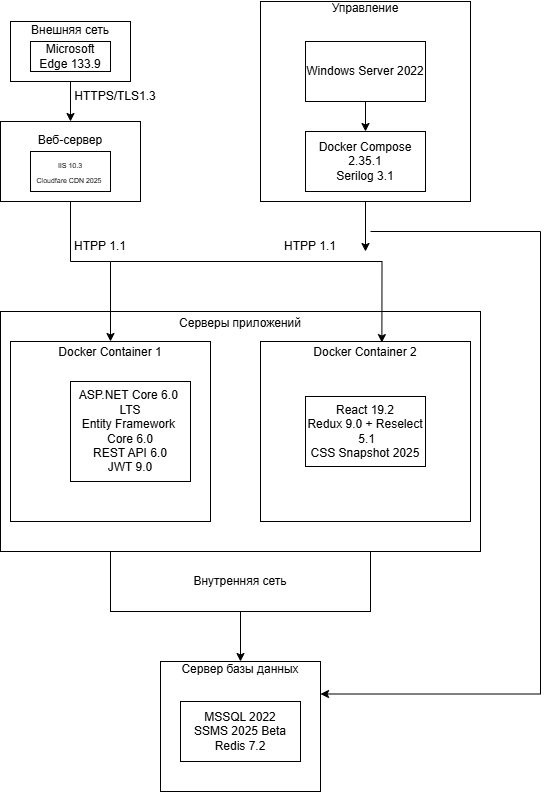 Управление
Внешняя сеть
Microsoft
Edge 133.9
Windows Server 2022
HTTPS/TLS1.3
Веб-сервер
IIS 10.3
Cloudfare CDN 2025
Docker Compose
2.35.1
Serilog 3.1
HTPP 1.1
HTPP 1.1
Серверы приложений
Docker Container 1
Docker Container 2
ASP.NET Core 6.0
LTS
Entity Framework
Core 6.0
REST API 6.0
JWT 9.0
React 19.2
Redux 9.0 + Reselect
5.1
CSS Snapshot 2025
Внутренняя сеть
Сервер базы данных
MSSQL 2022
SSMS 2025 Beta
Redis 7.2